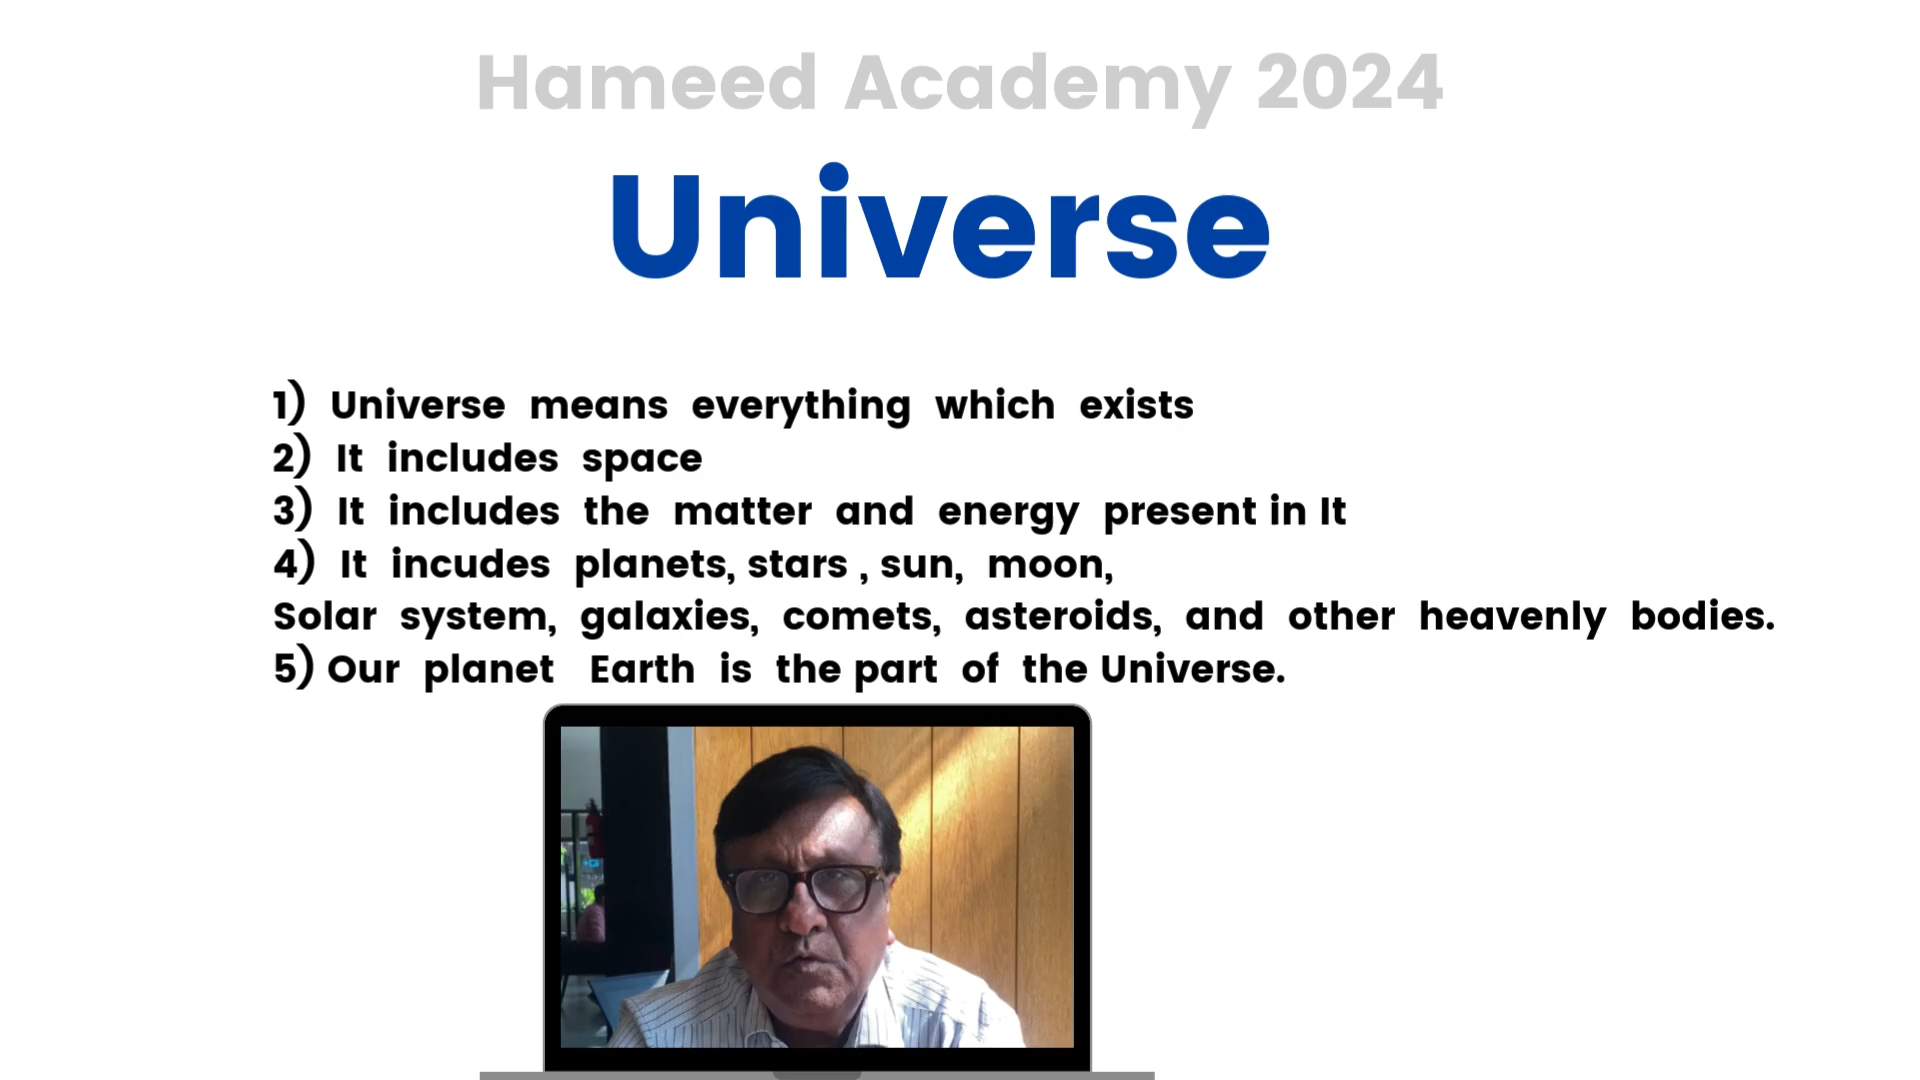 Hameed Academy 2024
Universe
1) Universe means everything which exists
2) It includes space
3) It includes the matter and energy present in It
4) It incudes planets, stars , sun, moon,
Solar system, galaxies, comets, asteroids, and other heavenly bodies.
5) Our planet Earth is the part of the Universe.